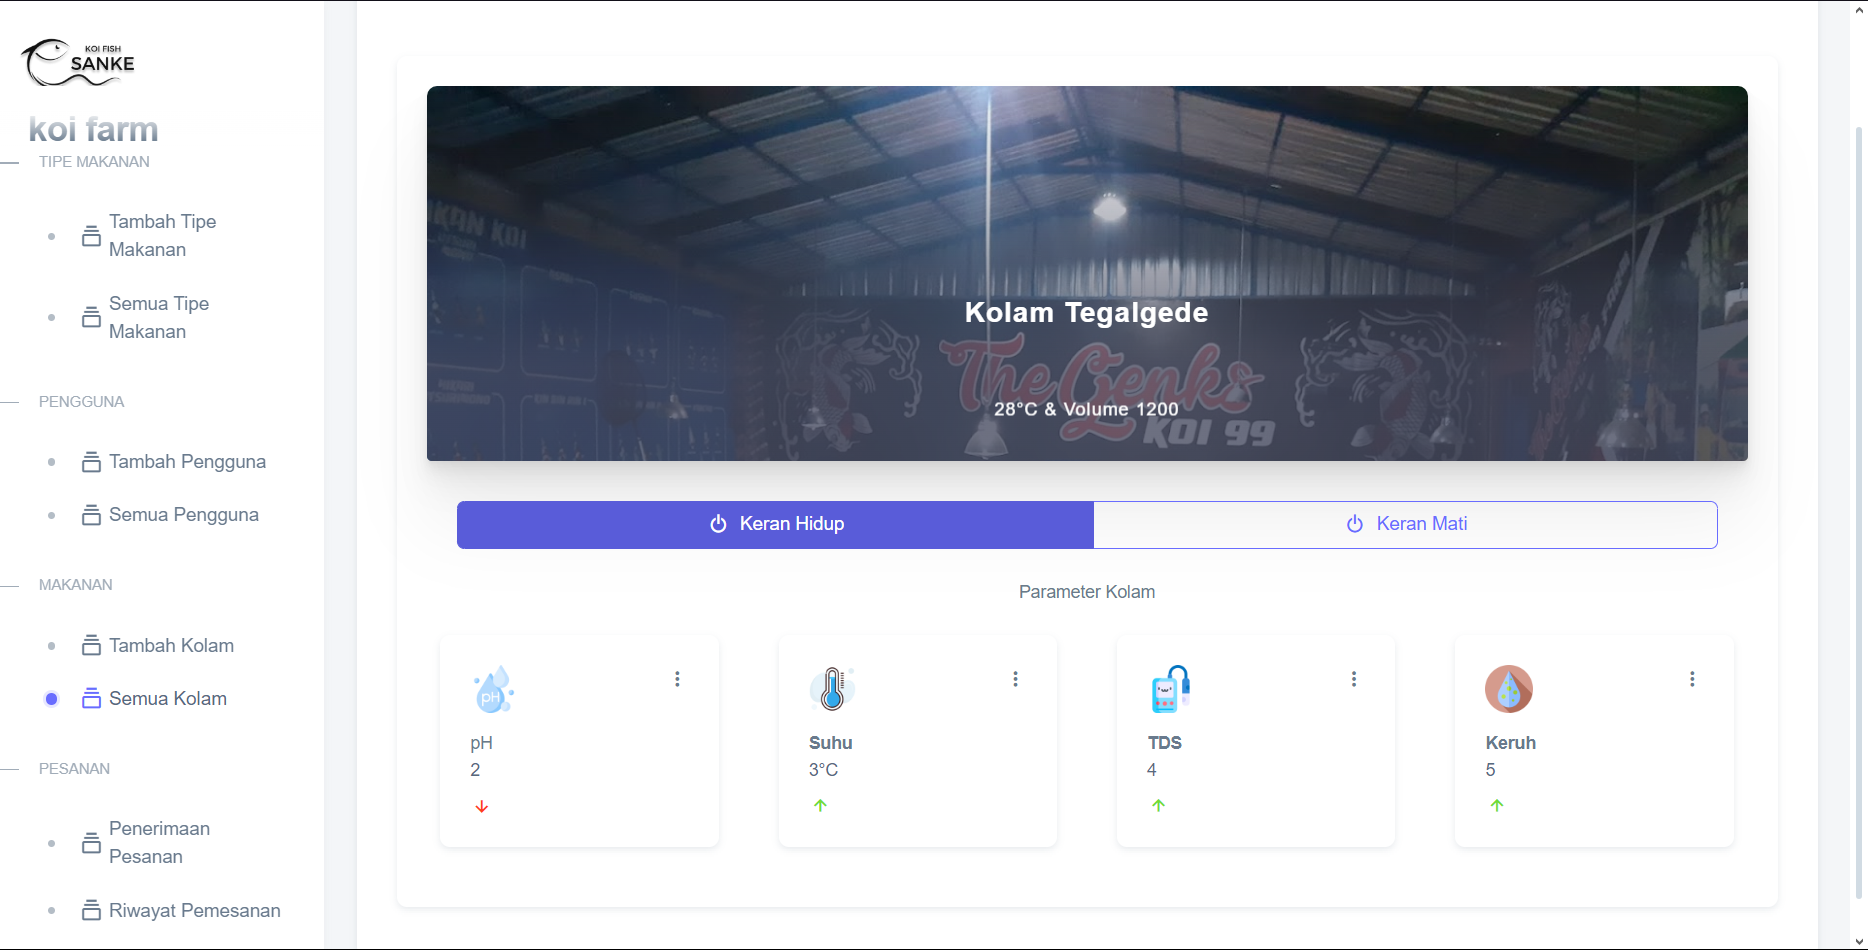 KOI FISH
SANKE
koi farm
TIPE MAKANAN
Tambah Tipe
Makanan
Semua Tipe
Makanan
PENGGUNA
Tambah Pengguna
Semua Pengguna
MAKANAN
Tambah Kolam
Semua Kolam
PESANAN
Penerimaan
Pesanan
Riwayat Pemesanan
KAN KOI
Kolam Tegalgede
The Genks
28°C & Volume 1200
KOI 99
Keran Hidup
Keran Mati
Parameter Kolam
pH
pH
2
Suhu
3°C
TDS
4
Keruh
5